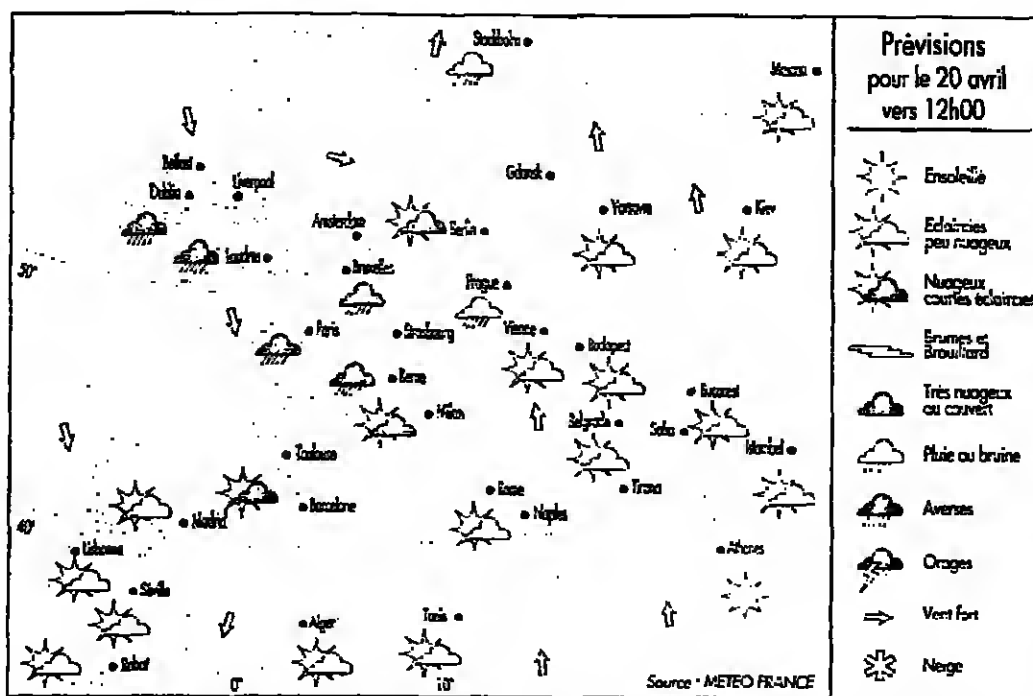 Stockholm
Moscou
Belfast
Dublin
Liverpool
Gdansk
Amsterdam
Berlin
Varsovie
Kiev
Londres
50°
Bruxelles
Prague
Paris
Strasbourg
Vienne
Budapest
Berne
Milan
Bucarest
Belgrade
Sofia
Istanbul
Toulouse
Rome
Tirana
Barcelone
Naples
Madrid
40°
Lisbonne
Athènes
Séville
Alger
Tunis
Rabat
0°
10°
Source • METEO FRANCE
Prévisions
pour le 20 avril
vers 12h00
Ensoleillé
Eclaircies
peu nuageux
Nuageux
courtes éclaircies
Brumes et
Brouillard
Très nuageux
ou couvert
Pluie ou bruine
Averses
Orages
Vent fort
Neige